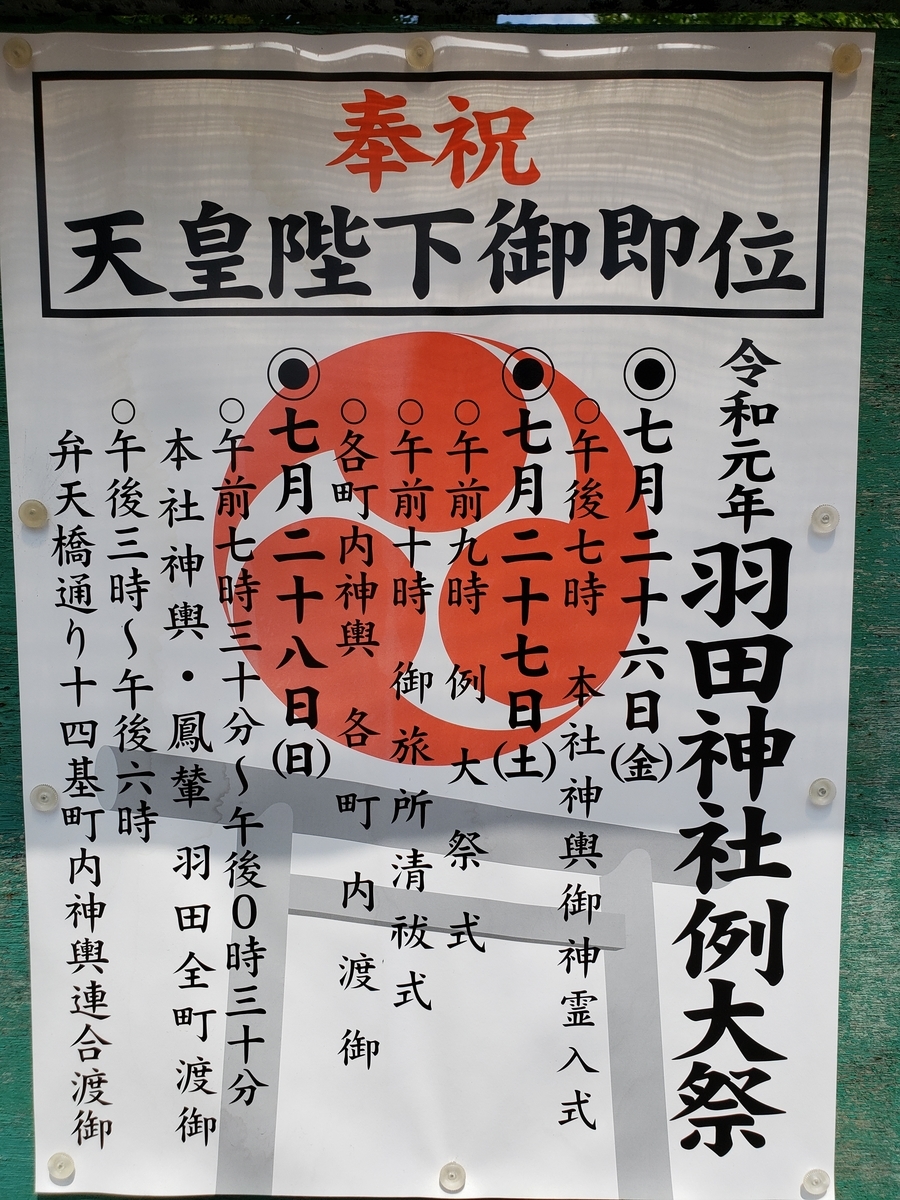 奉祝
天皇陛下御即位
令和元年 羽田神社例大祭
◉七月二十六日(金)
○午後七時 本社神輿御神霊入式
◉七月二十七日(土)
○午前九時 例大祭式
○午前十時 御旅所清祓式
○各町内神輿 各町内渡御
◉七月二十八日(日)
○午前七時三十分～午後0時三十分
本社神輿・鳳輦 羽田全町渡御
○午後三時～午後六時
弁天橋通り十四基町内神輿連合渡御